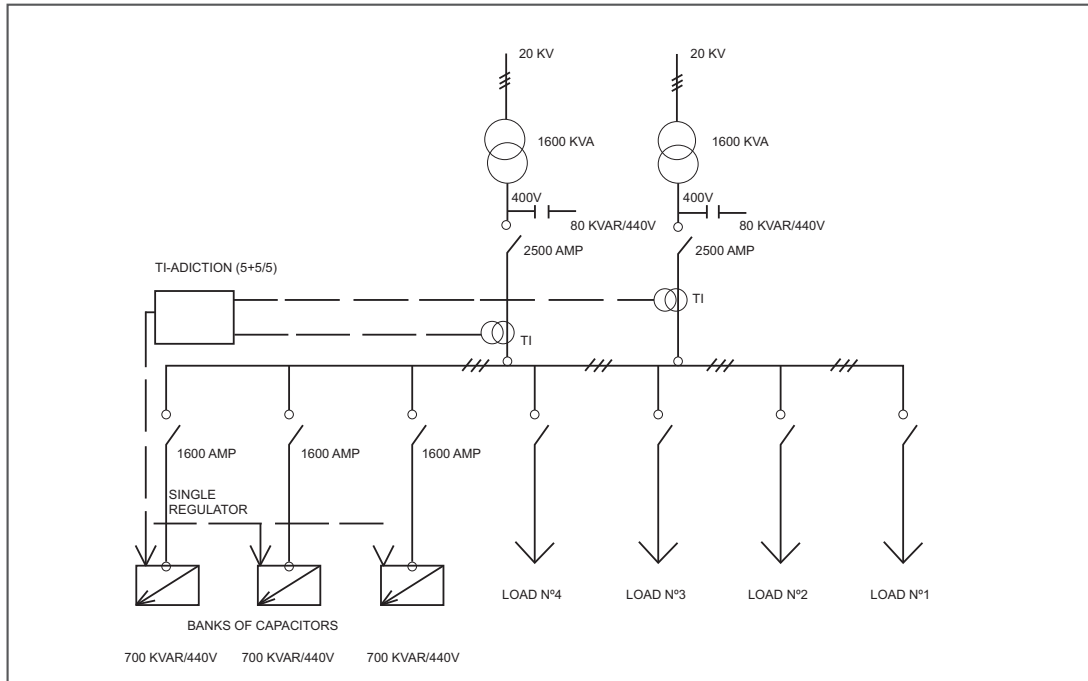 20 KV
20 KV
1600 KVA
1600 KVA
400V
400V
80 KVAR/440V
80 KVAR/440V
2500 AMP
2500 AMP
TI-ADICTION (5+5/5)
TI
TI
1600 AMP
1600 AMP
1600 AMP
SINGLE
REGULATOR
LOAD Nº4
LOAD Nº3
LOAD Nº2
LOAD Nº1
BANKS OF CAPACITORS
700 KVAR/440V
700 KVAR/440V
700 KVAR/440V